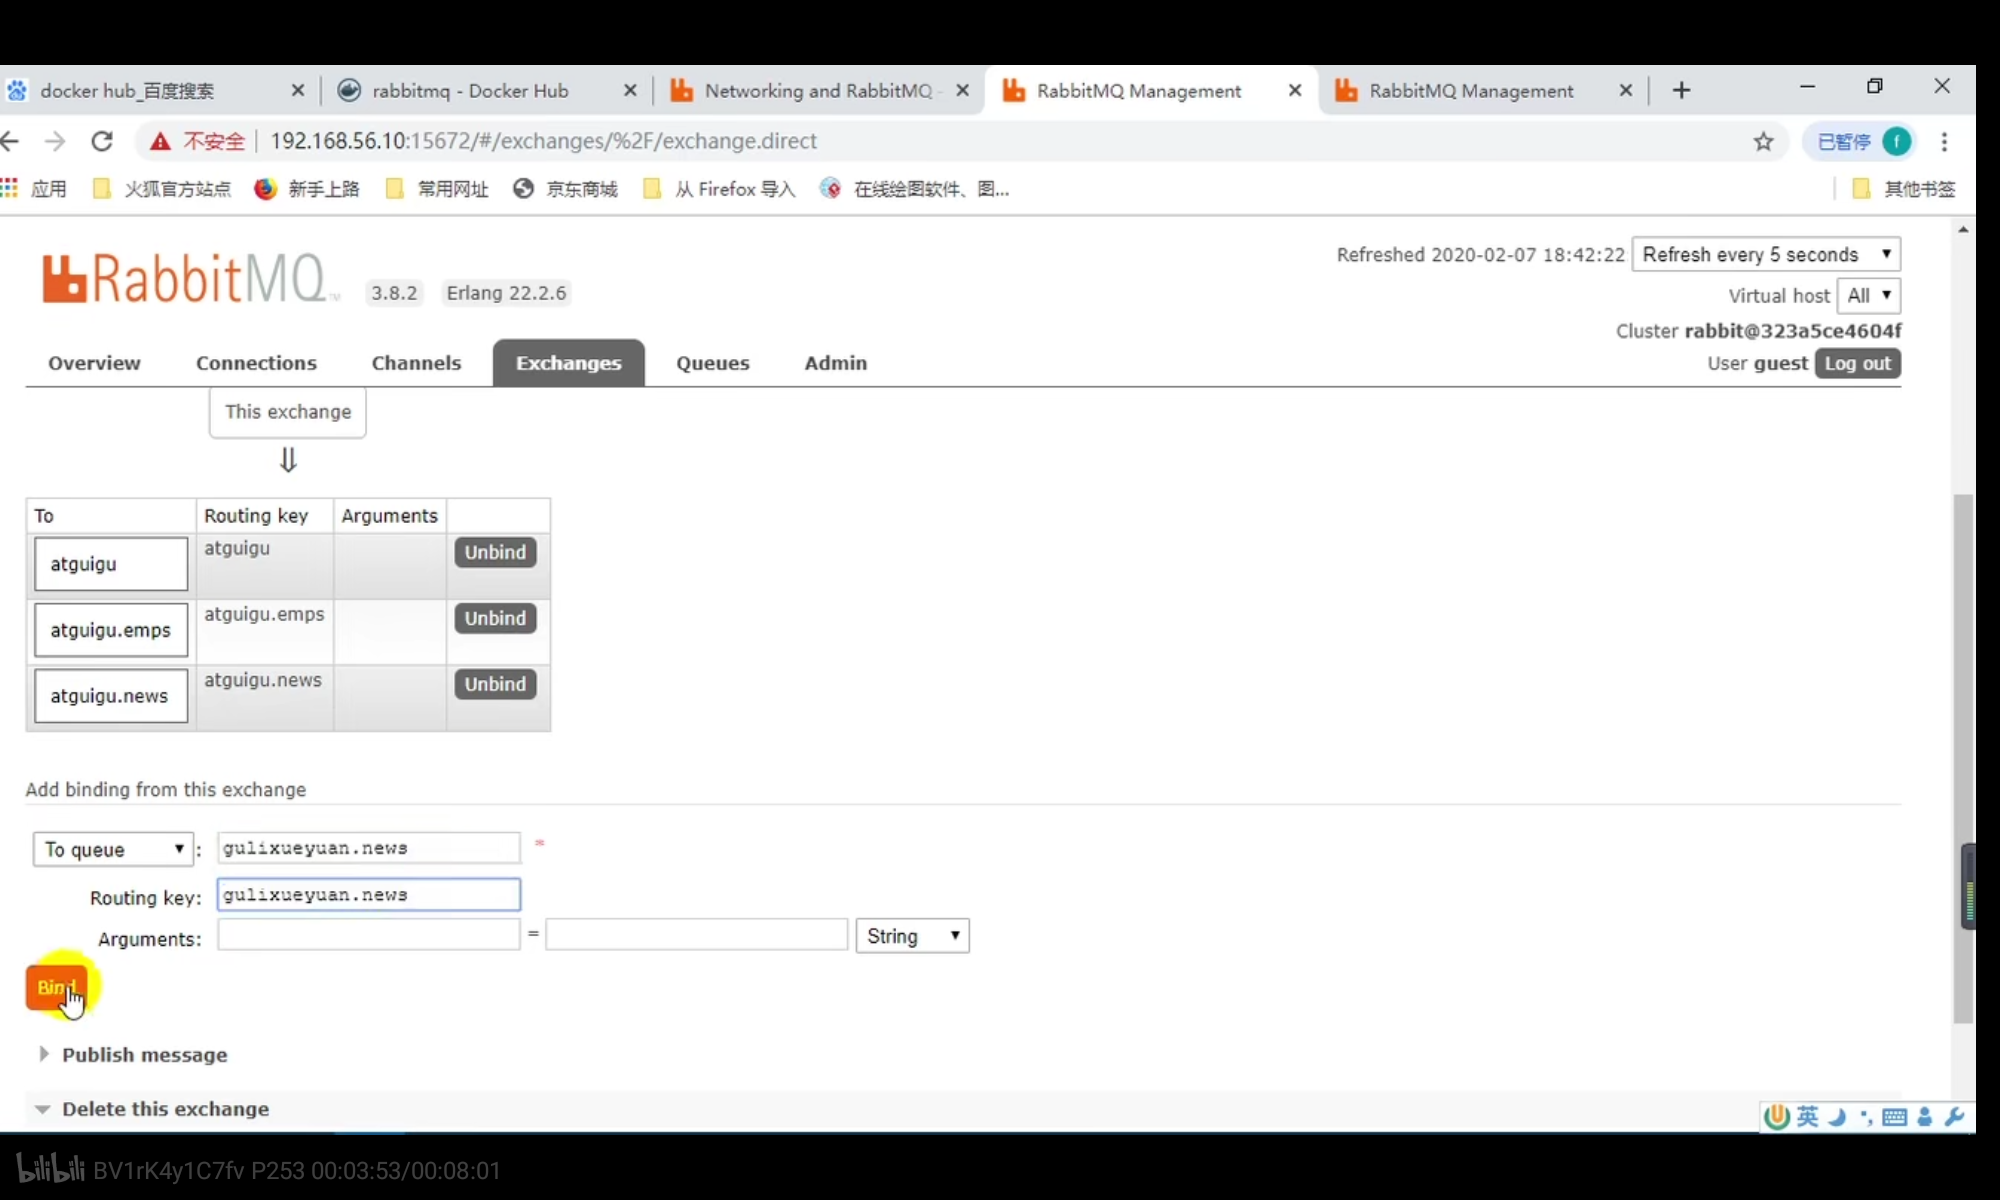 docker hub_百度搜索
rabbitmq - Docker Hub
Networking and RabbitMQ -
RabbitMQ Management
RabbitMQ Management
不安全 192.168.56.10:15672/#/exchanges/%2F/exchange.direct
已暂停 f
应用 火狐官方站点 新手上路 常用网址 京东商城 从 Firefox 导入 在线绘图软件、图... 其他书签
RabbitMQ TM 3.8.2 Erlang 22.2.6
Refreshed 2020-02-07 18:42:22 Refresh every 5 seconds
Virtual host All
Cluster rabbit@323a5ce4604f
User guest Log out
Overview Connections Channels Exchanges Queues Admin
This exchange
⇓
To Routing key Arguments
atguigu atguigu Unbind
atguigu.emps atguigu.emps Unbind
atguigu.news atguigu.news Unbind
Add binding from this exchange
To queue : gulixueyuan.news *
Routing key: gulixueyuan.news
Arguments: = String
Bind
Publish message
Delete this exchange
英
bilibili BV1rK4y1C7fv P253 00:03:53/00:08:01